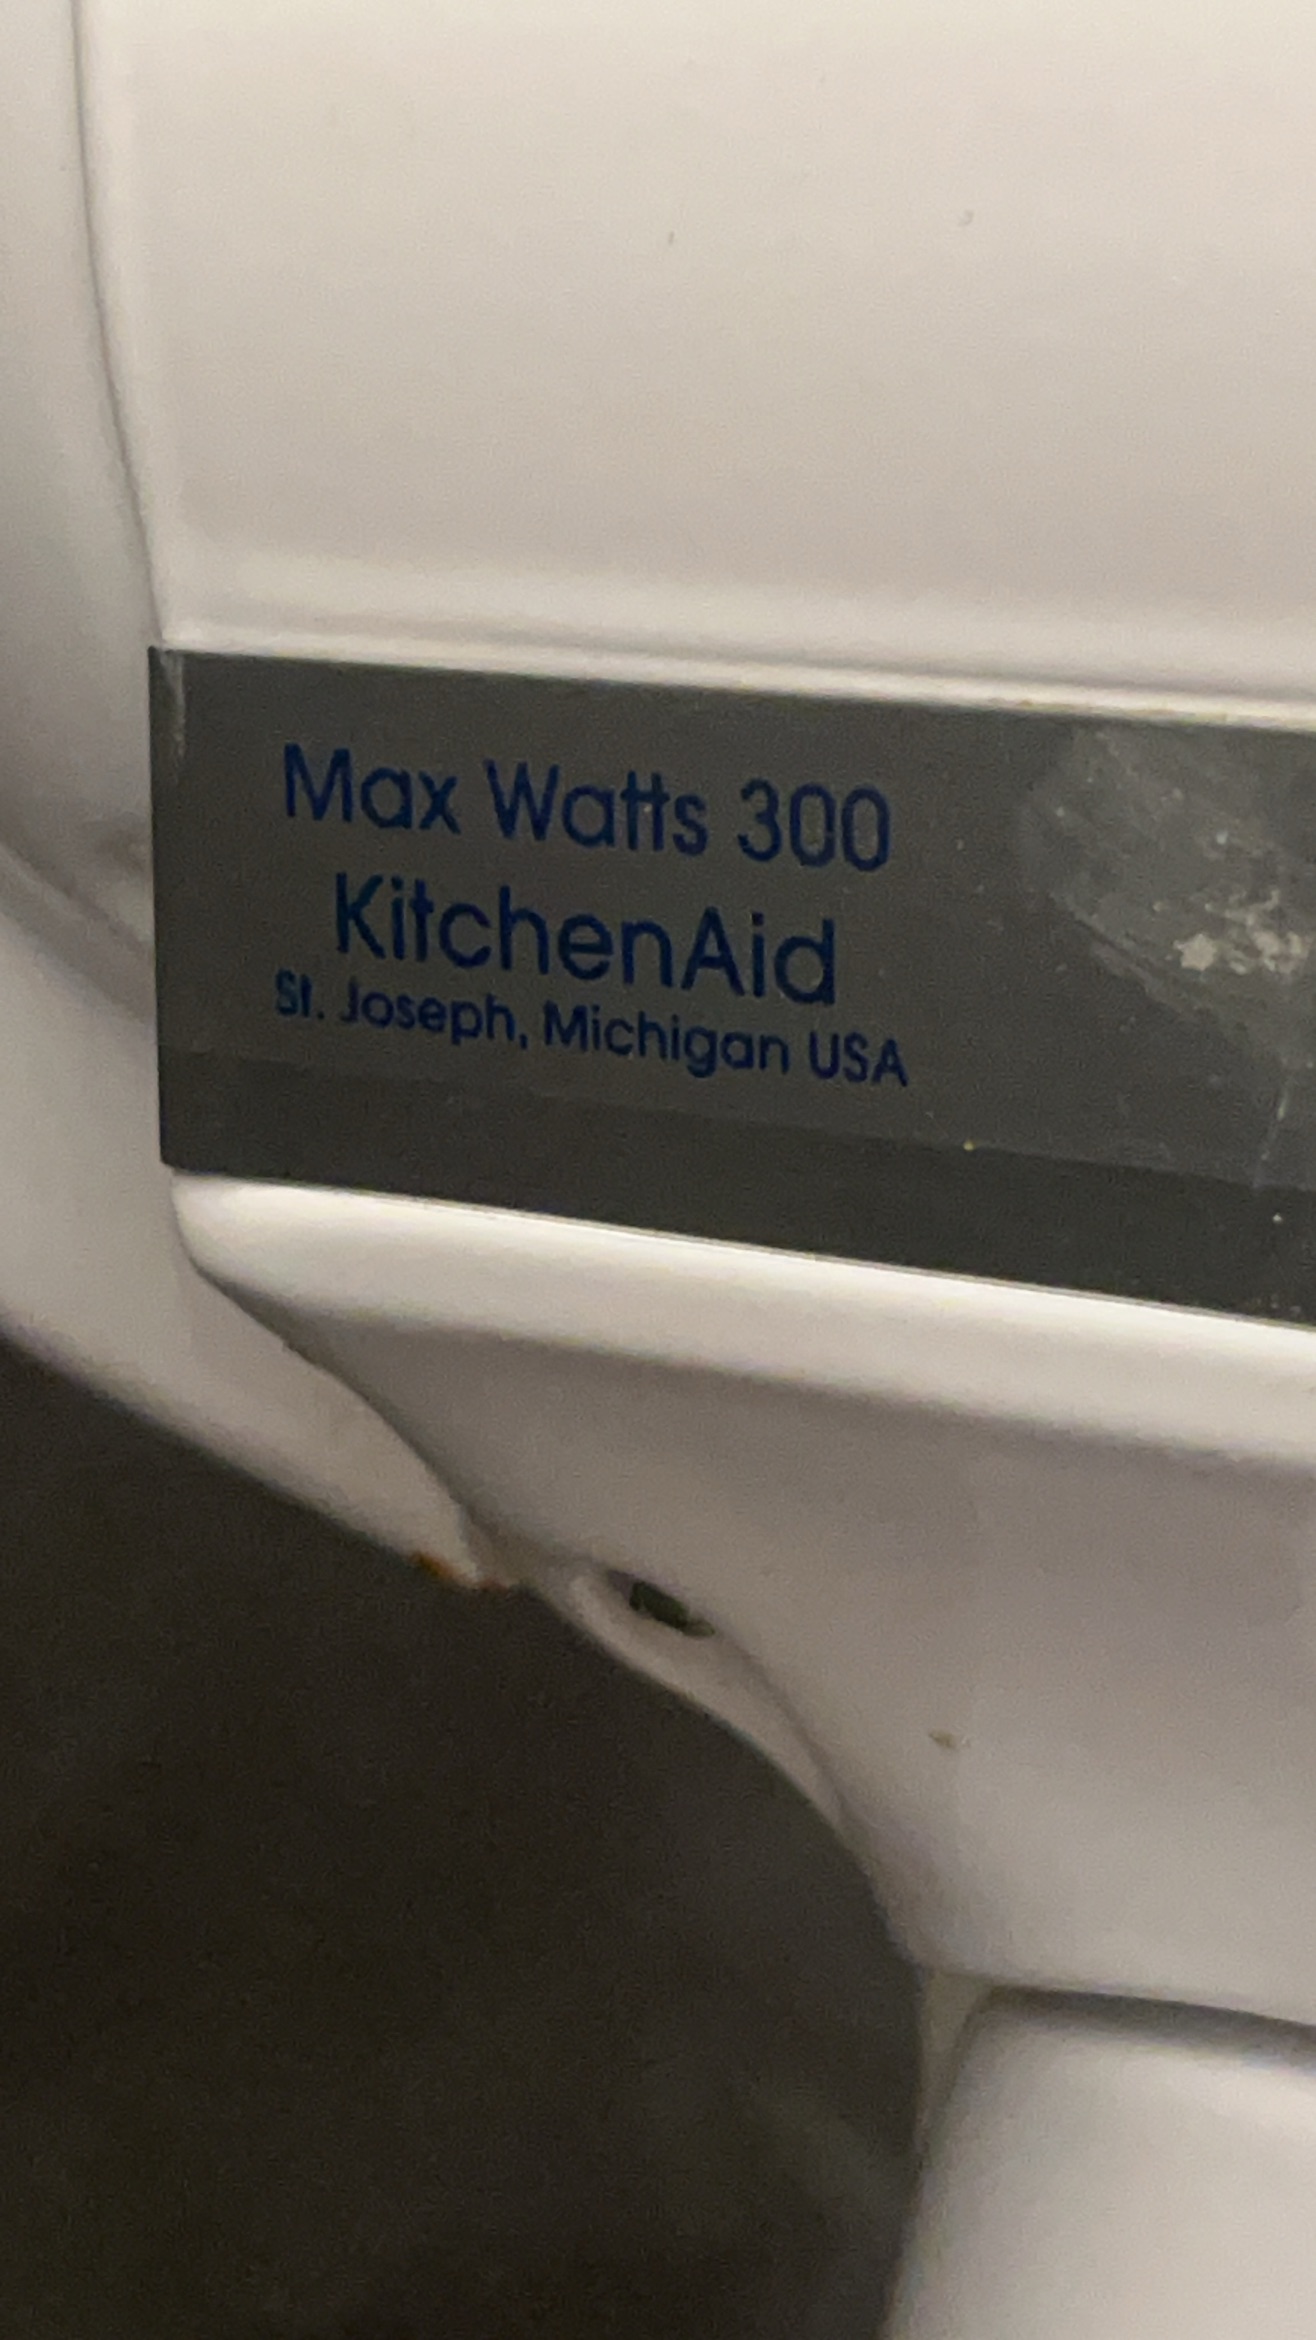 Max Watts 300
KitchenAid
St. Joseph, Michigan USA